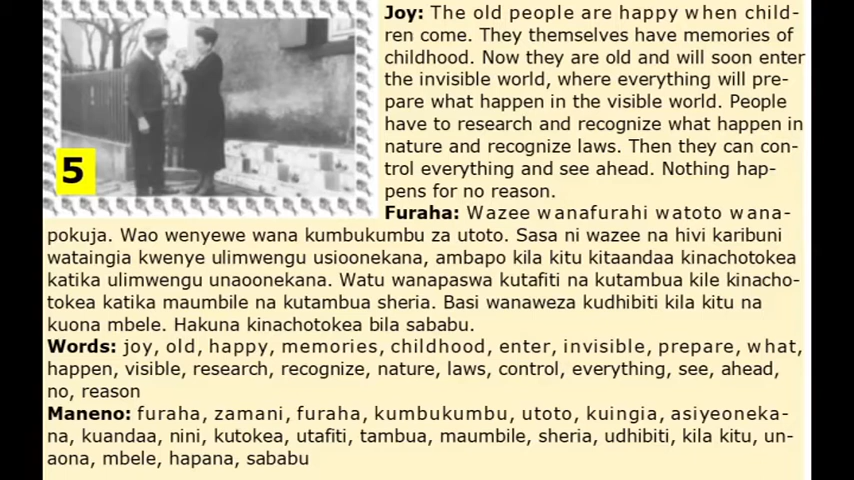 Joy: The old people are happy when child-
ren come. They themselves have memories of
childhood. Now they are old and will soon enter
the invisible world, where everything will pre-
pare what happen in the visible world. People
have to research and recognize what happen in
nature and recognize laws. Then they can con-
trol everything and see ahead. Nothing hap-
pens for no reason.
5
Furaha: Wazee wanafurahi watoto wana-
pokuja. Wao wenyewe wana kumbukumbu za utoto. Sasa ni wazee na hivi karibuni
wataingia kwenye ulimwengu usioonekana, ambapo kila kitu kitaandaa kinachotokea
katika ulimwengu unaoonekana. Watu wanapaswa kutafiti na kutambua kile kinacho-
tokea katika maumbile na kutambua sheria. Basi wanaweza kudhibiti kila kitu na
kuona mbele. Hakuna kinachotokea bila sababu.
Words: joy, old, happy, memories, childhood, enter, invisible, prepare, what,
happen, visible, research, recognize, nature, laws, control, everything, see, ahead,
no, reason
Maneno: furaha, zamani, furaha, kumbukumbu, utoto, kuingia, asiyeoneka-
na, kuandaa, nini, kutokea, utafiti, tambua, maumbile, sheria, udhibiti, kila kitu, un-
aona, mbele, hapana, sababu